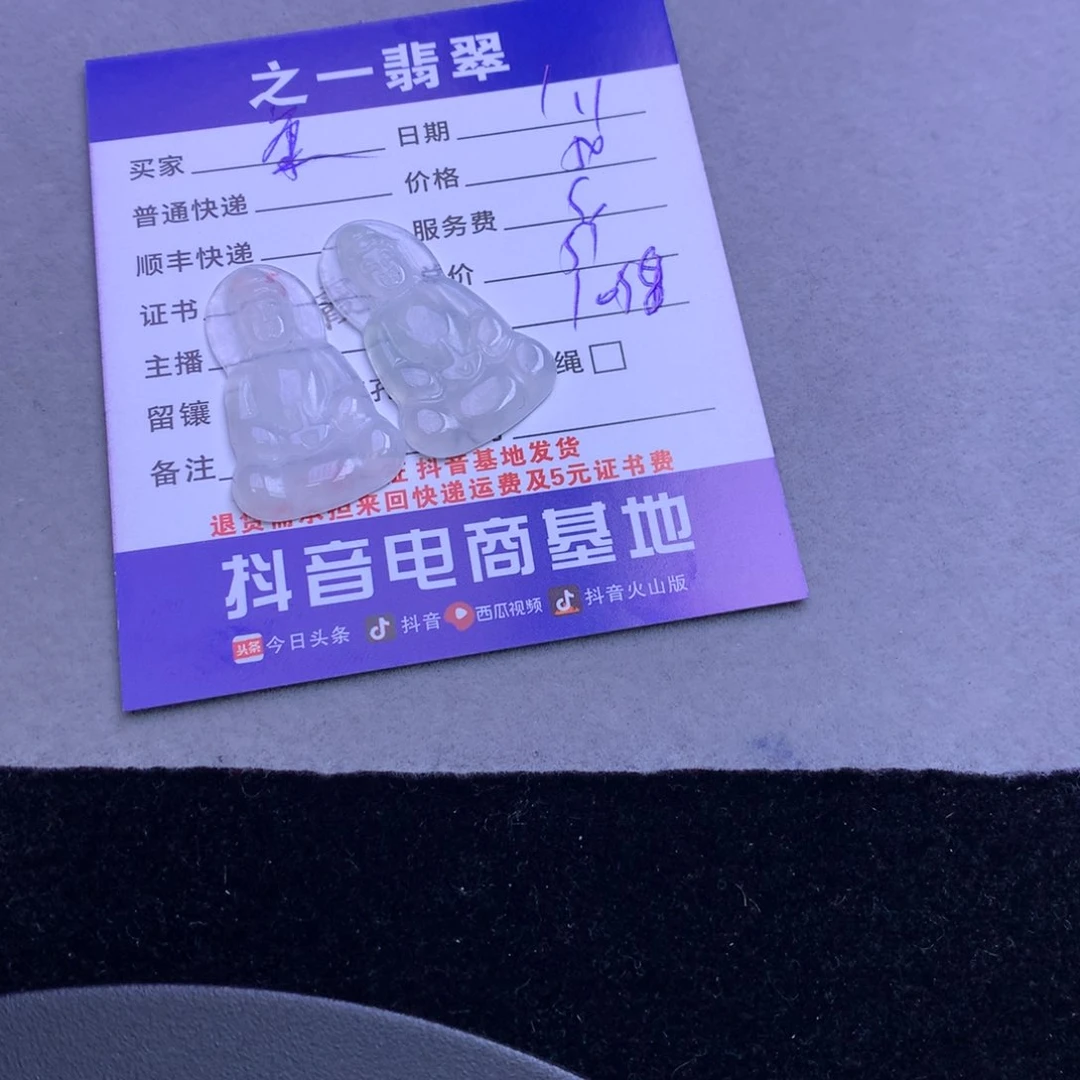 之一翡翠
买家 日期 1.11
普通快递 价格
顺丰快递 服务费
证书 价
主播
留镶 孔 绳
备注
抖音基地发货
退货需承担来回快递运费及5元证书费
抖音电商基地
头条 今日头条 抖音 西瓜视频 抖音火山版